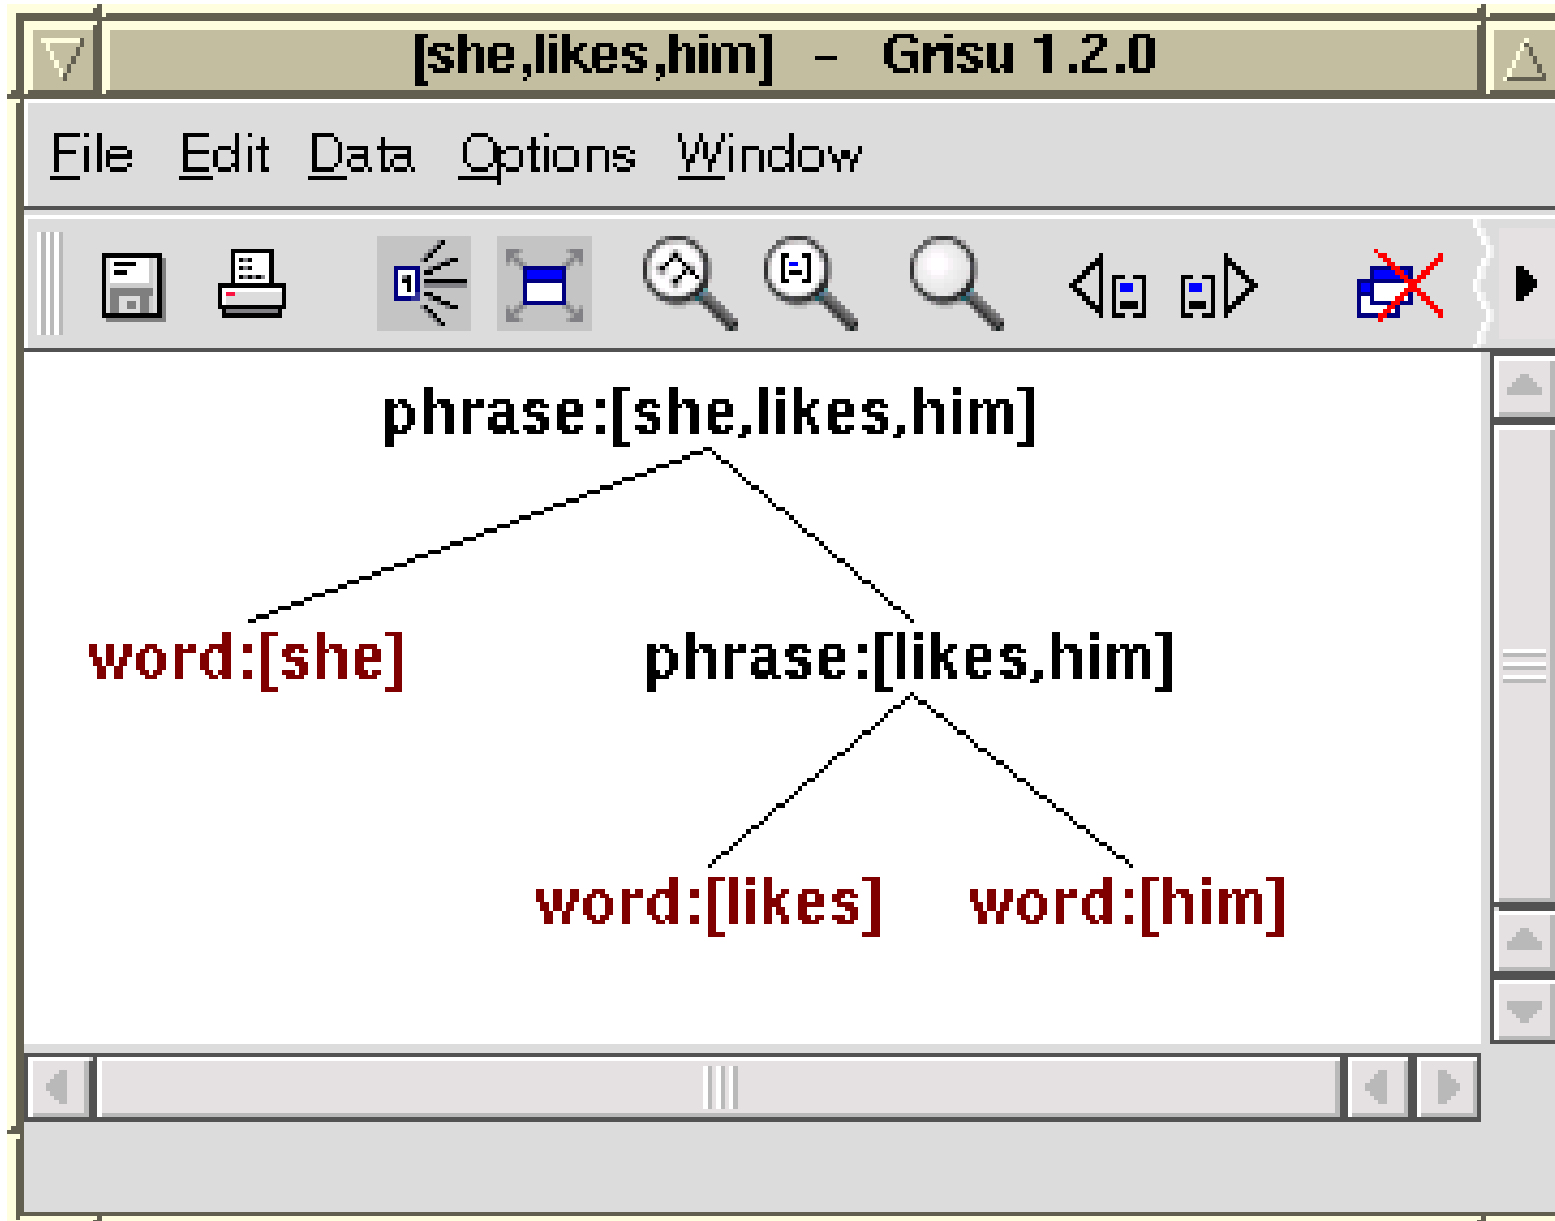 [she,likes,him] - Grisu 1.2.0
File Edit Data Options Window
phrase:[she,likes,him]
word:[she] phrase:[likes,him]
word:[likes] word:[him]